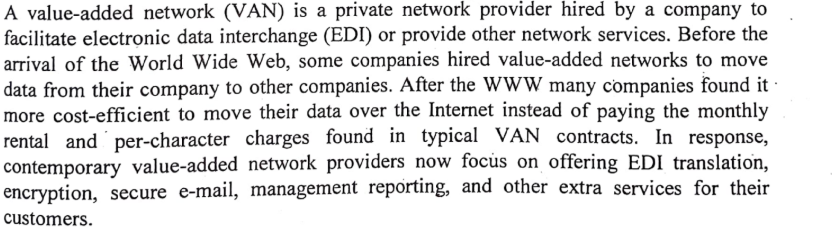 A value-added network (VAN) is a private network provider hired by a company to
facilitate electronic data interchange (EDI) or provide other network services. Before the
arrival of the World Wide Web, some companies hired value-added networks to move
data from their company to other companies. After the WWW many companies found it
more cost-efficient to move their data over the Internet instead of paying the monthly
rental and per-character charges found in typical VAN contracts. In response,
contemporary value-added network providers now focus on offering EDI translation,
encryption, secure e-mail, management reporting, and other extra services for their
customers.